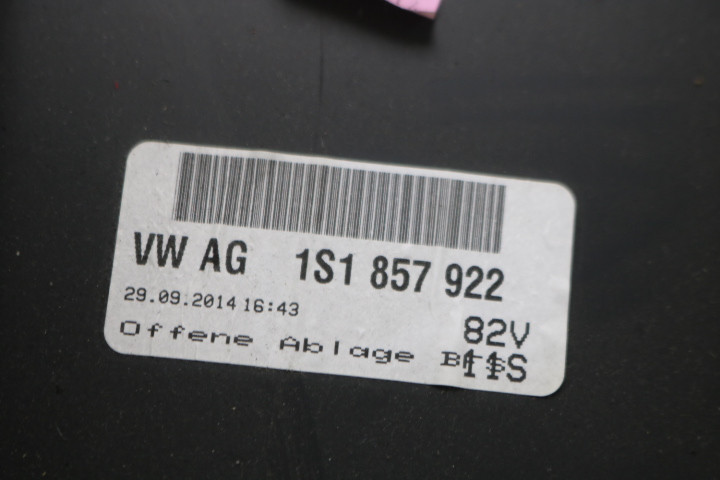 VW AG 1S1 857 922
29.09.2014 16:43
82V
Offene Ablage